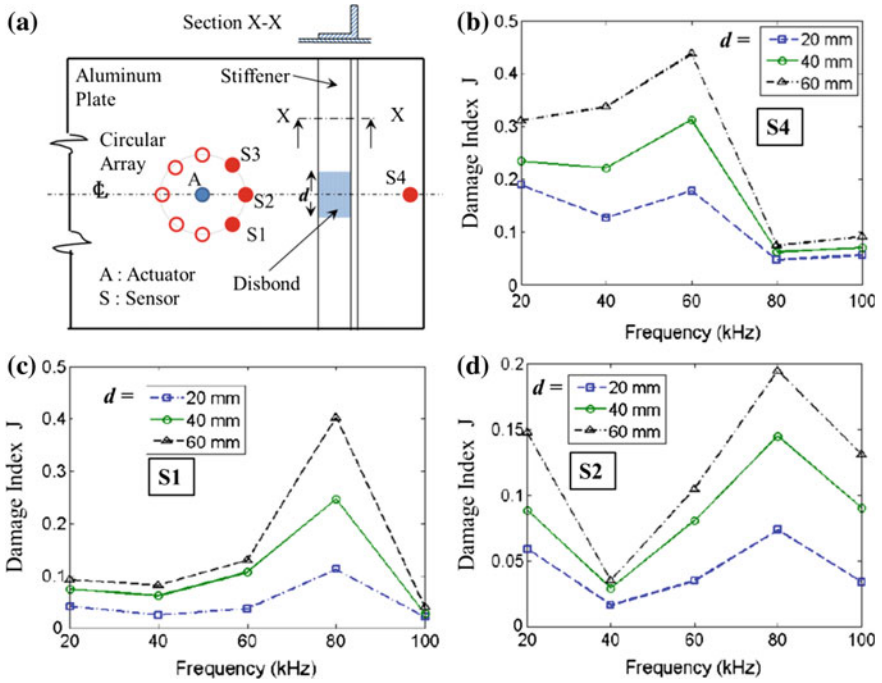 (a)
Section X-X
Aluminum
Plate
Stiffener
X
X
Circular
Array
S3
A
S2
S1
S4
℄
d
A : Actuator
S : Sensor
Disbond
(b)
Damage Index J
0.5
0.4
0.3
0.2
0.1
0
20
40
60
80
100
Frequency (kHz)
d =
20 mm
40 mm
60 mm
S4
(c)
Damage Index J
0.5
0.4
0.3
0.2
0.1
0
20
40
60
80
100
Frequency (kHz)
d =
20 mm
40 mm
60 mm
S1
(d)
Damage Index J
0.2
0.15
0.1
0.05
0
20
40
60
80
100
Frequency (kHz)
d =
20 mm
40 mm
60 mm
S2